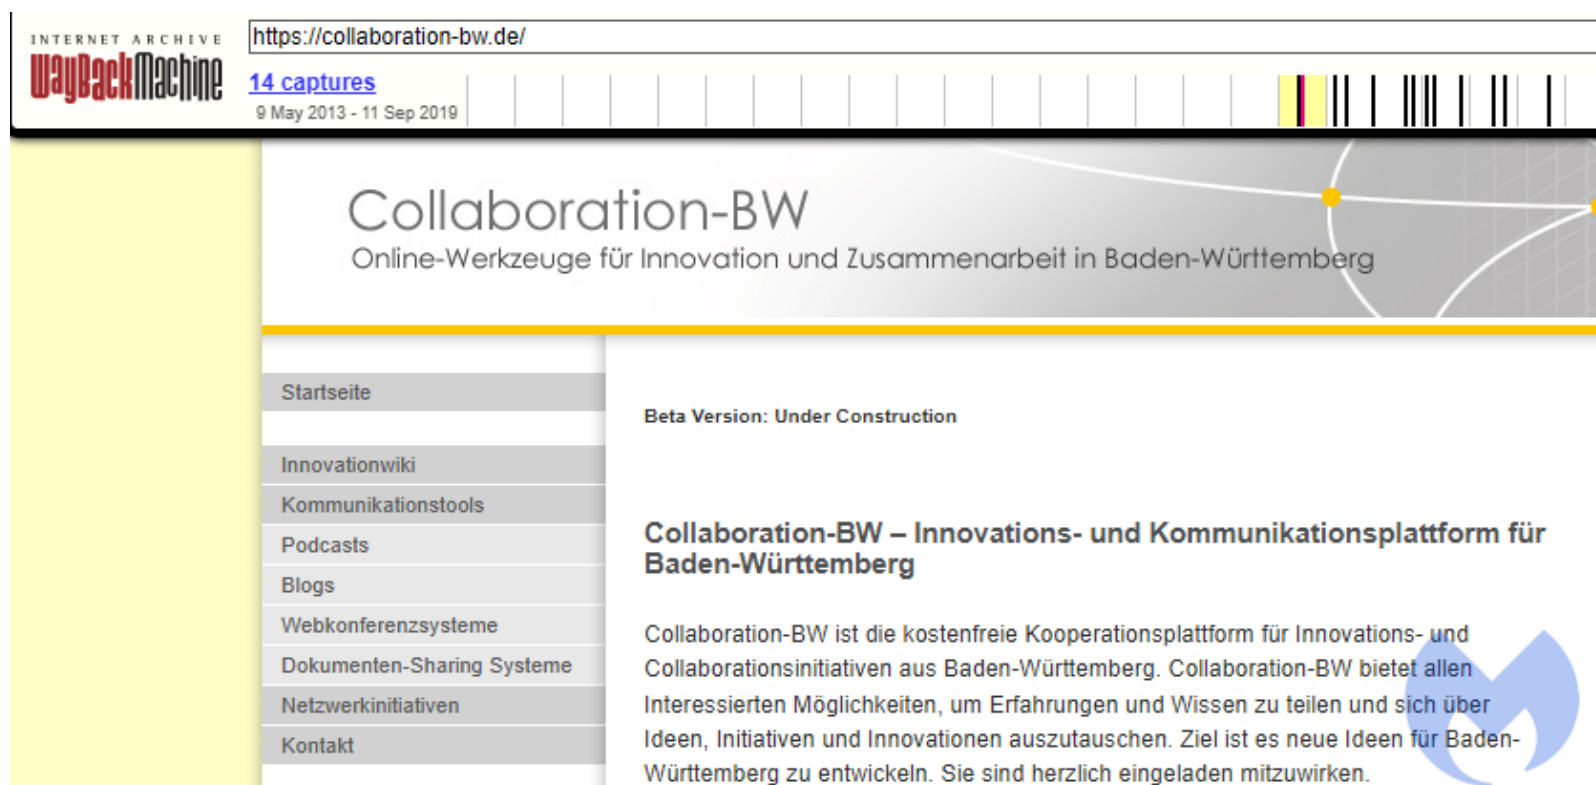 INTERNET ARCHIVE
WayBackMachine
https://collaboration-bw.de/
14 captures
9 May 2013 - 11 Sep 2019
Collaboration-BW
Online-Werkzeuge für Innovation und Zusammenarbeit in Baden-Württemberg
Startseite
Innovationwiki
Kommunikationstools
Podcasts
Blogs
Webkonferenzsysteme
Dokumenten-Sharing Systeme
Netzwerkinitiativen
Kontakt
Beta Version: Under Construction
Collaboration-BW – Innovations- und Kommunikationsplattform für
Baden-Württemberg
Collaboration-BW ist die kostenfreie Kooperationsplattform für Innovations- und
Collaborationsinitiativen aus Baden-Württemberg. Collaboration-BW bietet allen
Interessierten Möglichkeiten, um Erfahrungen und Wissen zu teilen und sich über
Ideen, Initiativen und Innovationen auszutauschen. Ziel ist es neue Ideen für Baden-
Württemberg zu entwickeln. Sie sind herzlich eingeladen mitzuwirken.